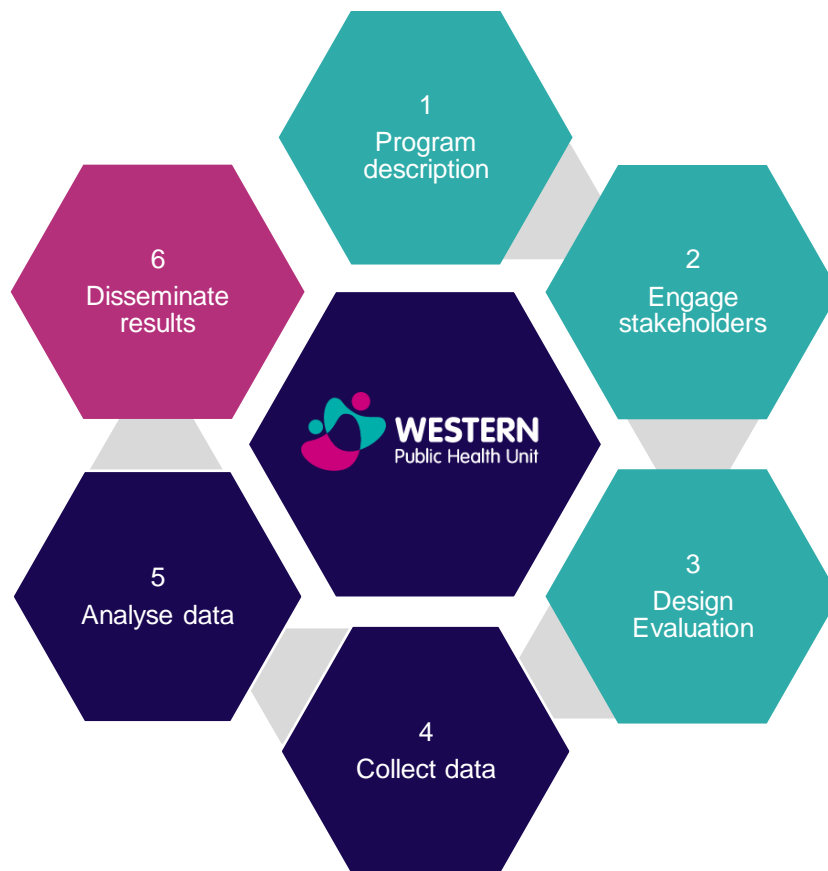 1
Program
description
2
Engage
stakeholders
3
Design
Evaluation
4
Collect data
5
Analyse data
6
Disseminate
results
WESTERN
Public Health Unit